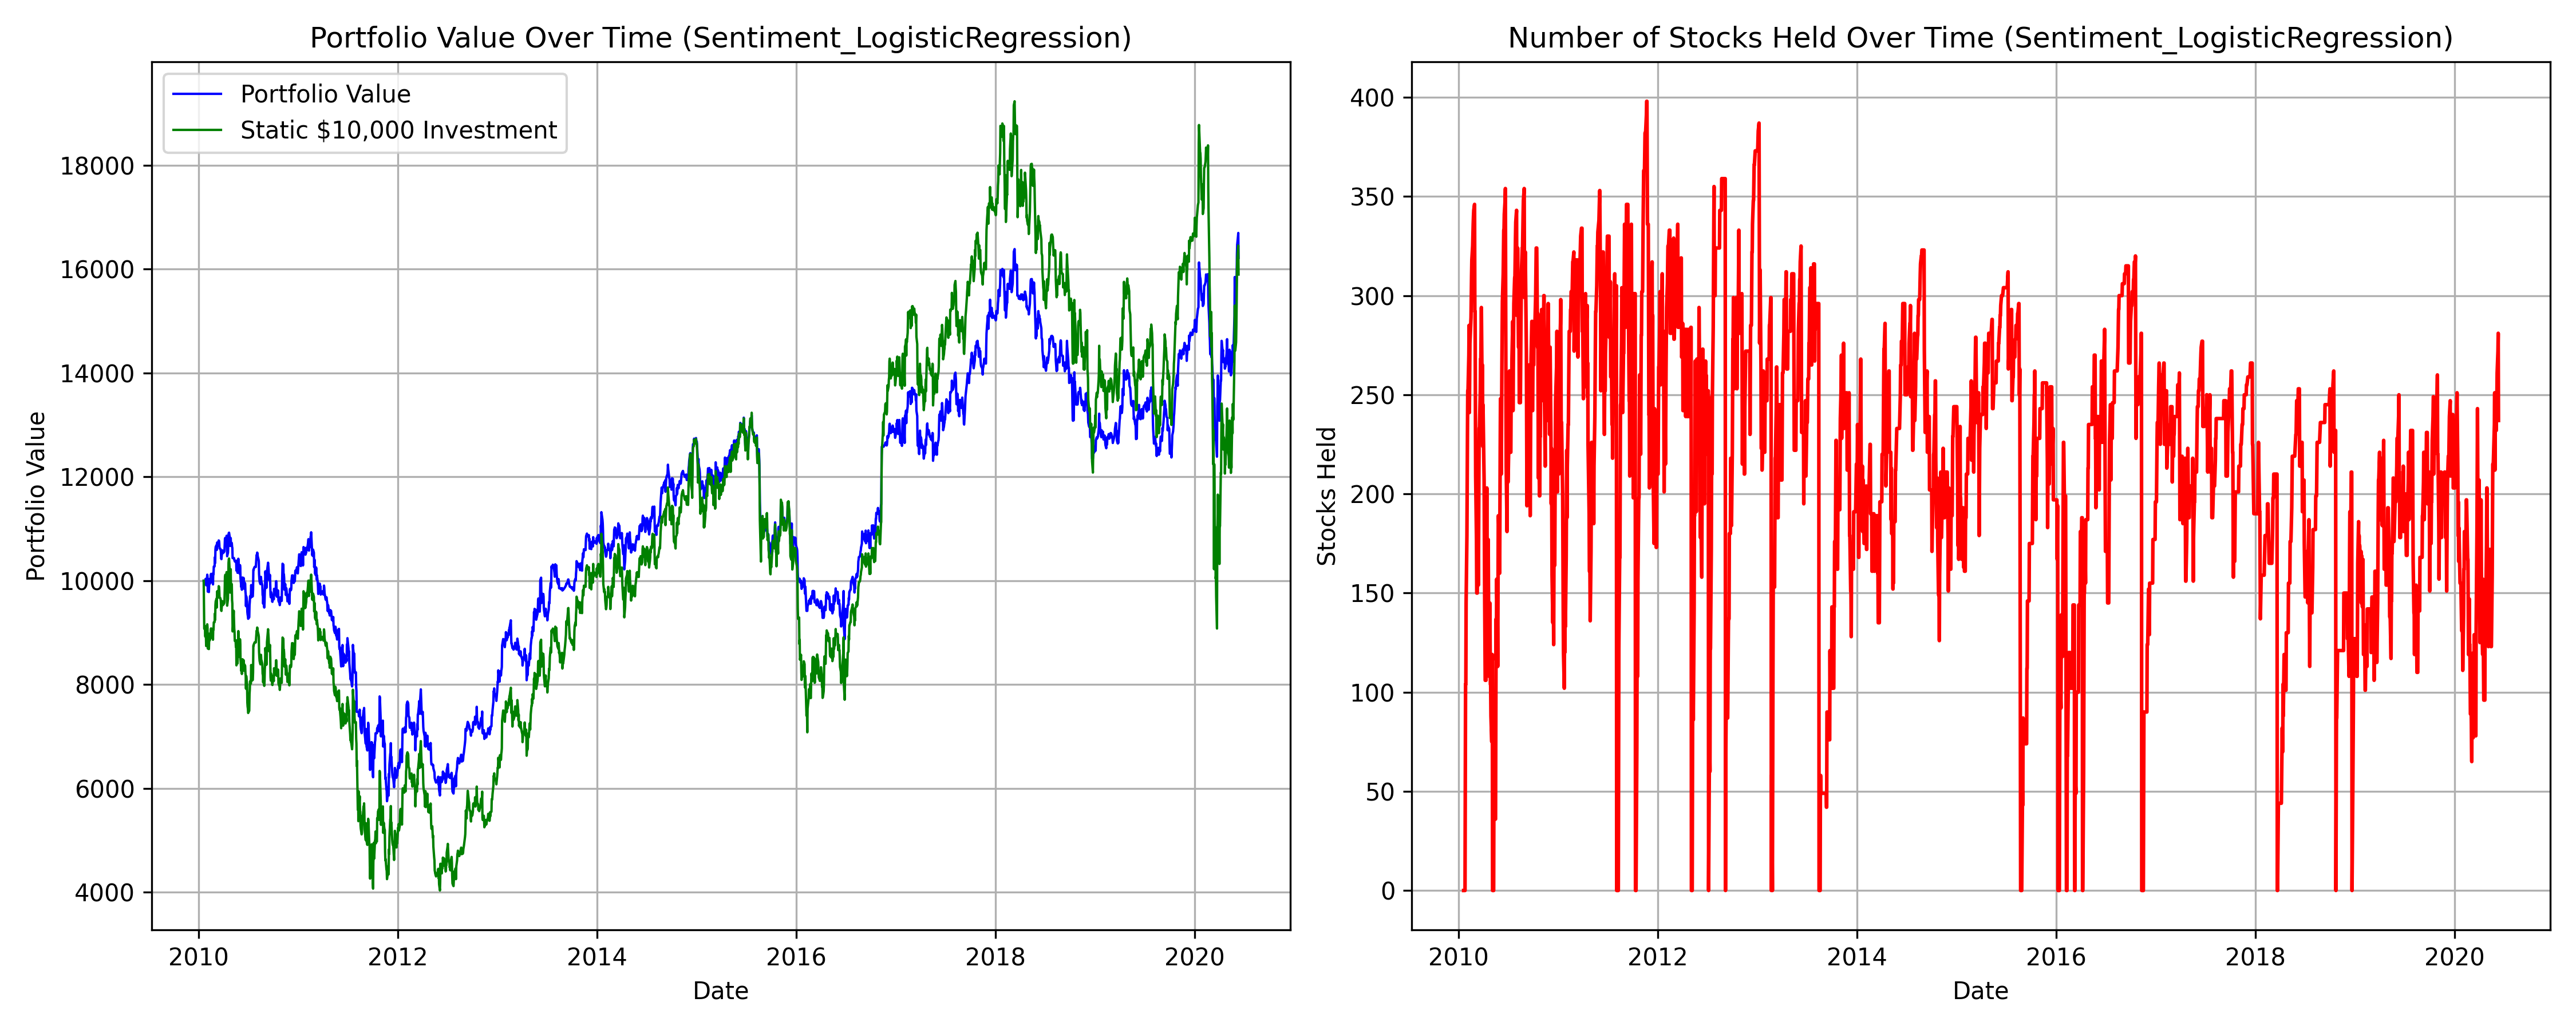 Portfolio Value Over Time (Sentiment_LogisticRegression)
Portfolio Value
Static $10,000 Investment
Portfolio Value
18000
16000
14000
12000
10000
8000
6000
4000
2010 2012 2014 2016 2018 2020
Date
Number of Stocks Held Over Time (Sentiment_LogisticRegression)
Stocks Held
400
350
300
250
200
150
100
50
0
2010 2012 2014 2016 2018 2020
Date